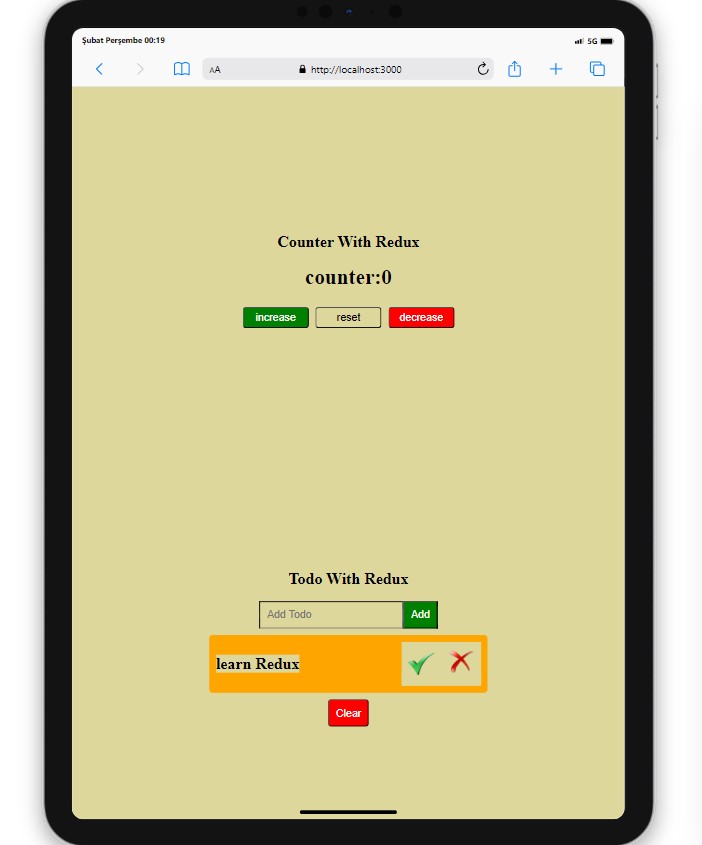 Şubat Perşembe 00:19
5G
AA
http://localhost:3000
Counter With Redux
counter:0
increase reset decrease
Todo With Redux
Add Todo Add
learn Redux
Clear